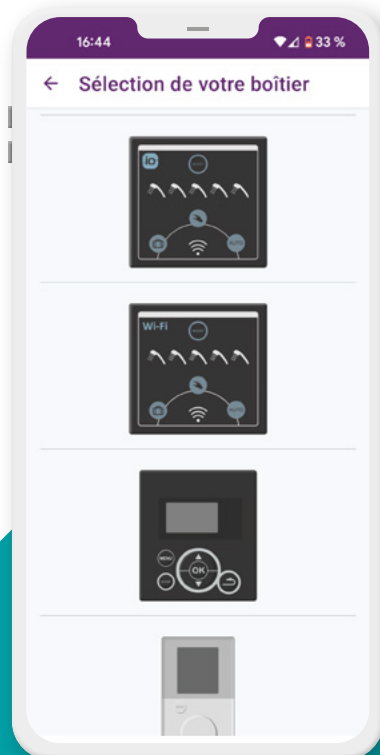 16:44 33 %
← Sélection de votre boîtier
io
AUTO
Wi-Fi
AUTO
MENU
OK